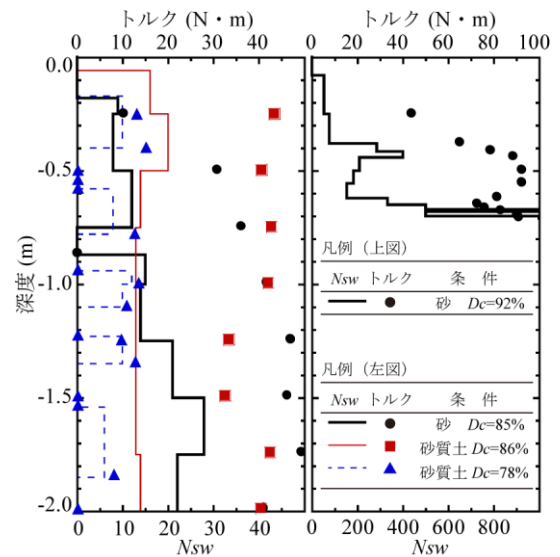 トルク (N・m) トルク (N・m)
0 10 20 30 40 0 20 40 60 80 100
0.0
-0.5
-1.0
-1.5
-2.0
深度 (m)
0 10 20 30 40 0 200 400 600 800 1000
Nsw Nsw
凡例（上図）
Nsw トルク 条 件
砂 Dc=92%
凡例（左図）
Nsw トルク 条 件
砂 Dc=85%
砂質土 Dc=86%
砂質土 Dc=78%